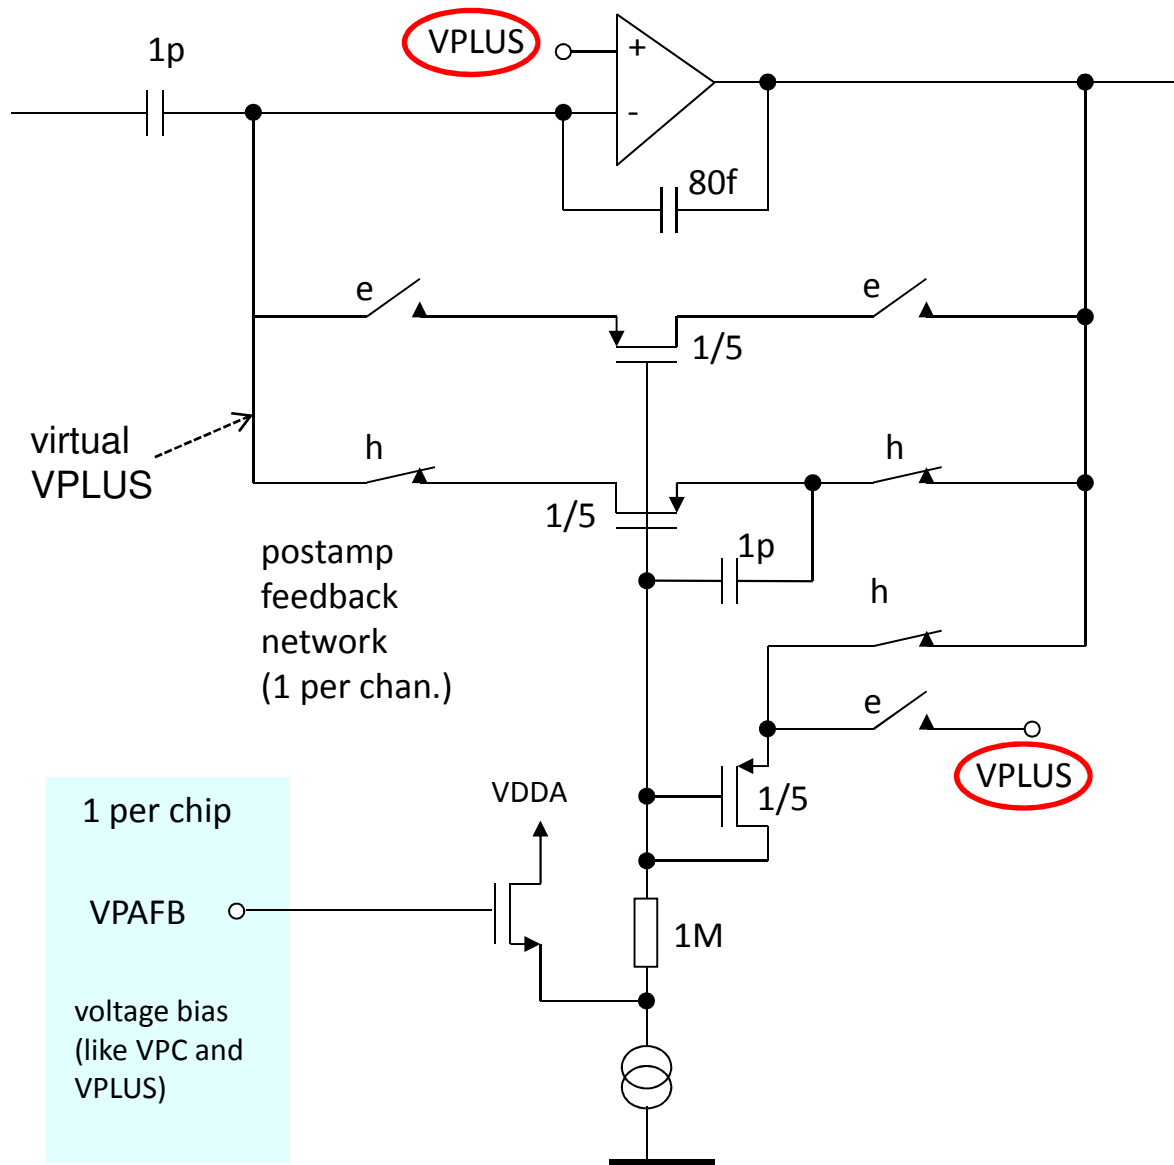 VPLUS
1p
+
-
80f
e
e
1/5
virtual
VPLUS
h
h
1/5
1p
postamp
feedback
network
(1 per chan.)
h
e
VPLUS
1/5
VDDA
1 per chip
VPAFB
1M
voltage bias
(like VPC and
VPLUS)